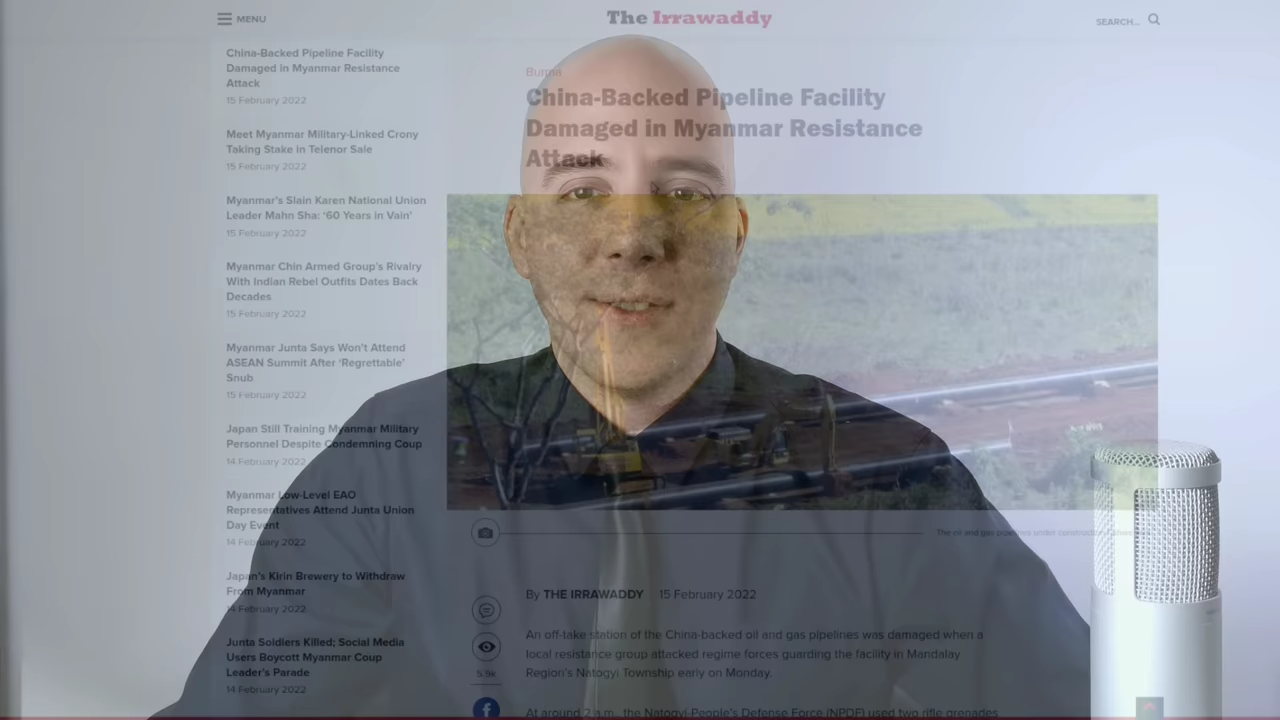 MENU
The Irrawaddy
SEARCH...
China-Backed Pipeline Facility
Damaged in Myanmar Resistance
Attack
15 February 2022
Meet Myanmar Military-Linked Crony
Taking Stake in Telenor Sale
15 February 2022
Myanmar's Slain Karen National Union
Leader Mahn Sha: ‘60 Years in Vain’
15 February 2022
Myanmar Chin Armed Group's Rivalry
With Indian Rebel Outfits Dates Back
Decades
15 February 2022
Myanmar Junta Says Won't Attend
ASEAN Summit After ‘Regrettable’
Snub
15 February 2022
Japan Still Training Myanmar Military
Personnel Despite Condemning Coup
14 February 2022
Myanmar Low-Level EAO
Representatives Attend Junta Union
Day Event
14 February 2022
Japan's Kirin Brewery to Withdraw
From Myanmar
14 February 2022
Junta Soldiers Killed; Social Media
Users Boycott Myanmar Coup
Leader's Parade
14 February 2022
Burma
China-Backed Pipeline Facility
Damaged in Myanmar Resistance
Attack
The oil and gas pipelines under construction
By THE IRRAWADDY 15 February 2022
5.9k
An off-take station of the China-backed oil and gas pipelines was damaged when a
local resistance group attacked regime forces guarding the facility in Mandalay
Region's Natogyi Township early on Monday.
At around 2 a.m., the Natogyi-People's Defense Force (NPDF) used two rifle grenades